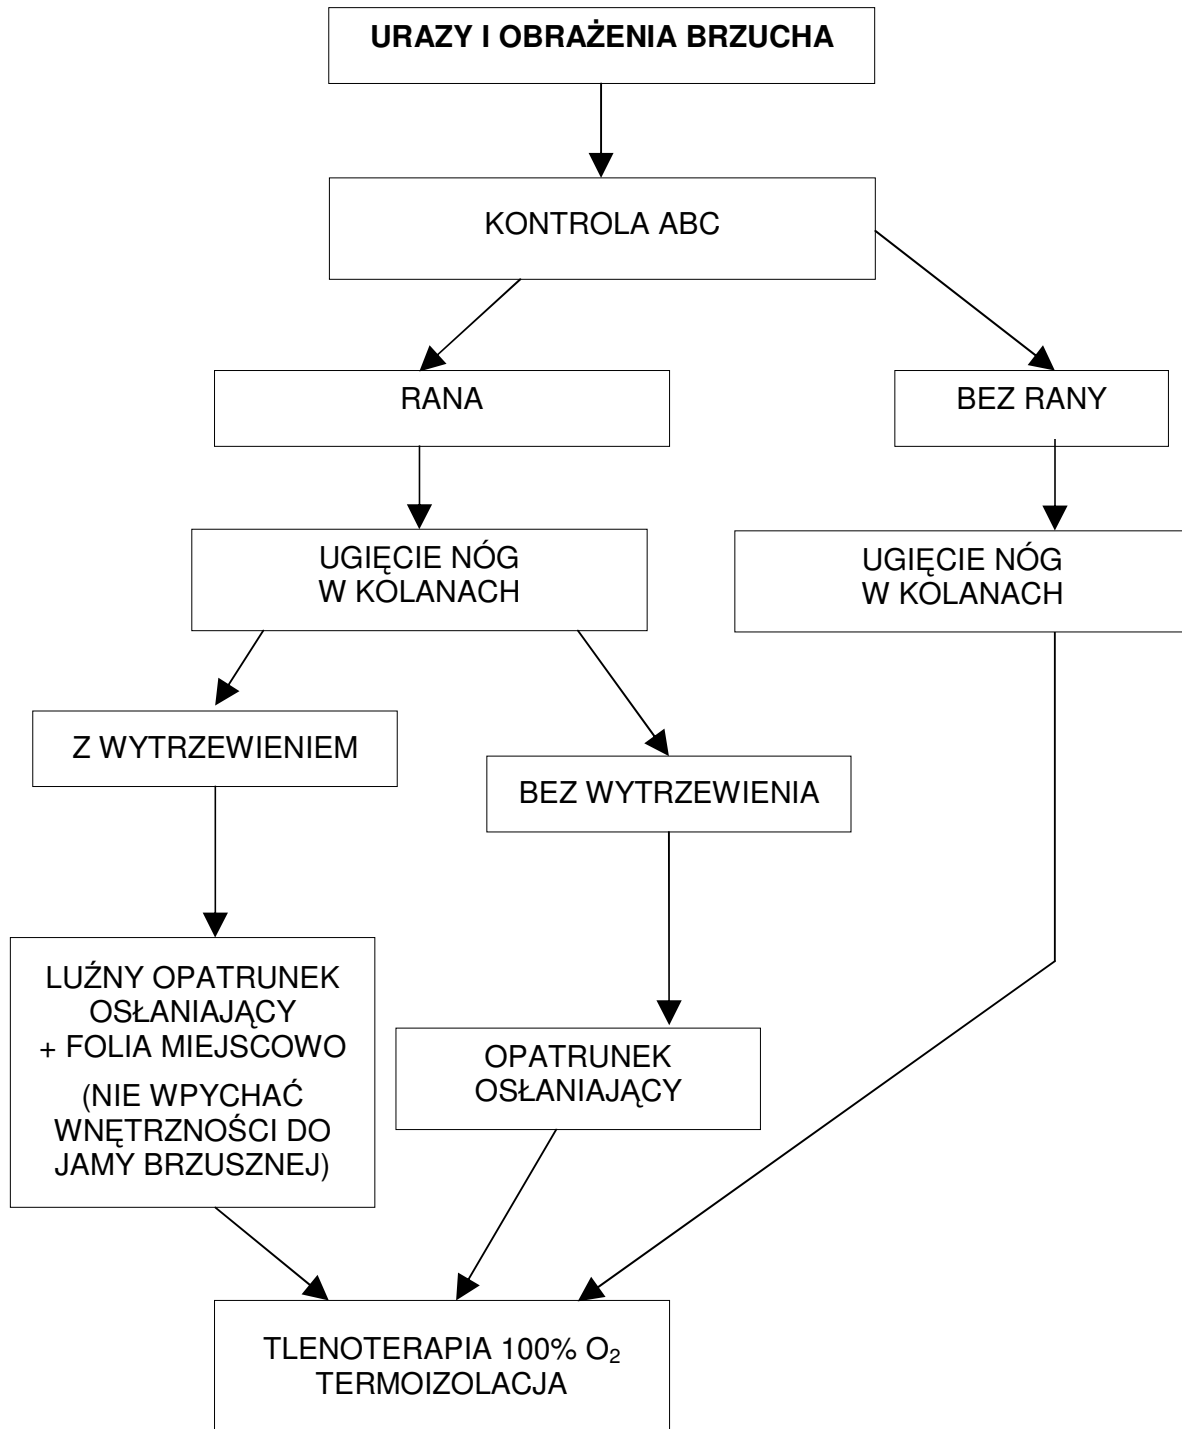 URAZY I OBRAŻENIA BRZUCHA
KONTROLA ABC
RANA
BEZ RANY
UGIĘCIE NÓG
W KOLANACH
UGIĘCIE NÓG
W KOLANACH
Z WYTRZEWIENIEM
BEZ WYTRZEWIENIA
LUŹNY OPATRUNEK
OSŁANIAJĄCY
+ FOLIA MIEJSCOWO
(NIE WPYCHAĆ
WNĘTRZNOŚCI DO
JAMY BRZUSZNEJ)
OPATRUNEK
OSŁANIAJĄCY
TLENOTERAPIA 100% O₂
TERMOIZOLACJA